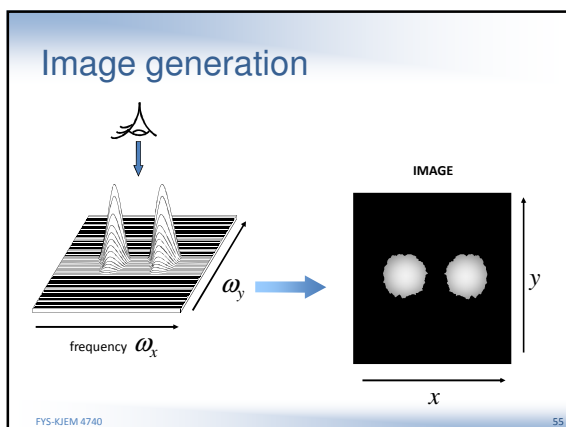 Image generation
IMAGE
ω_y
y
frequency ω_x
x
FYS-KJEM 4740
55